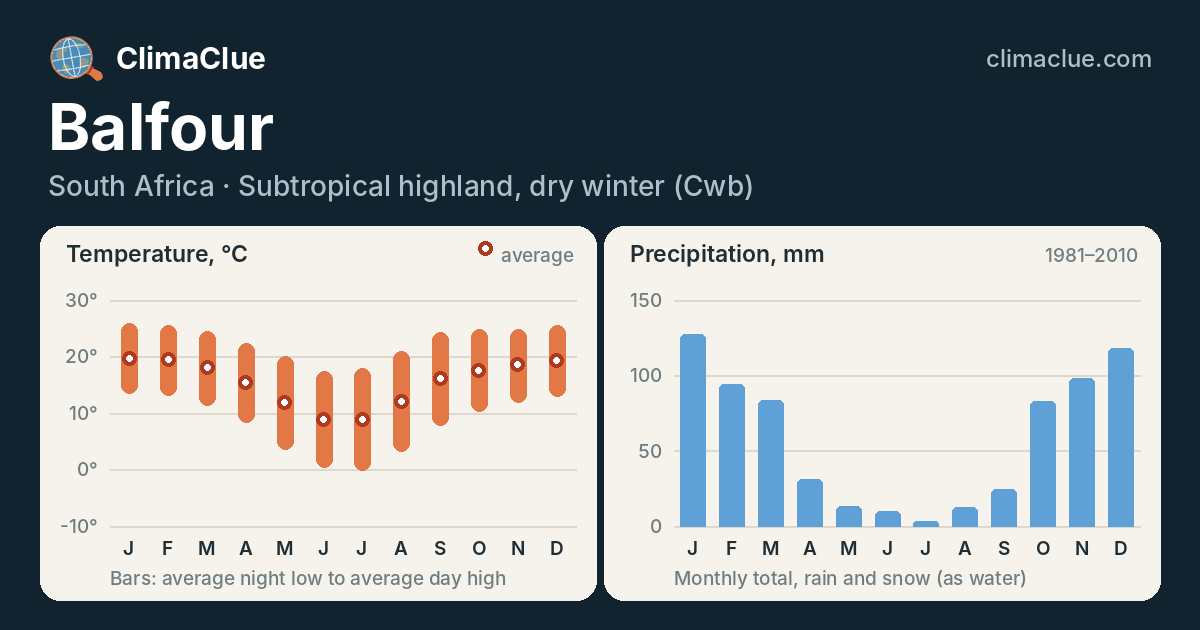 ClimaClue
climaclue.com
Balfour
South Africa · Subtropical highland, dry winter (Cwb)
Temperature, °C
average
30°
20°
10°
0°
-10°
J F M A M J J A S O N D
Bars: average night low to average day high
Precipitation, mm
1981–2010
150
100
50
0
J F M A M J J A S O N D
Monthly total, rain and snow (as water)